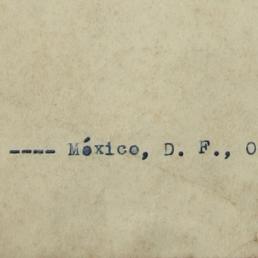 ---- México, D. F., O